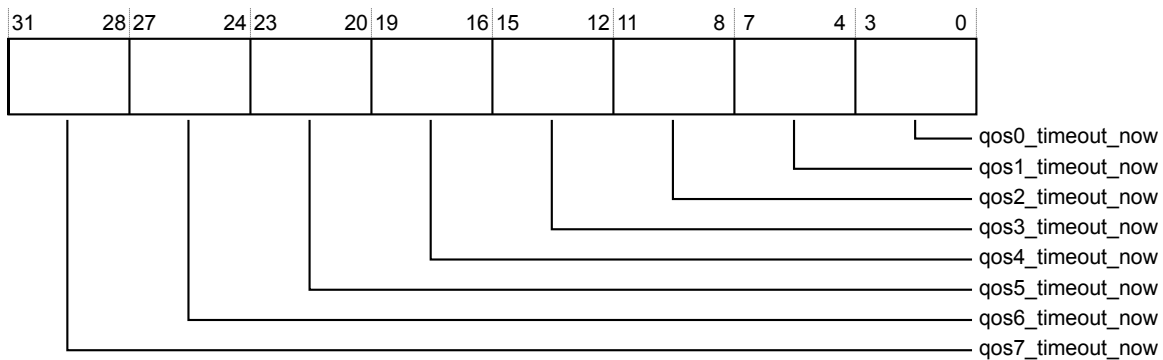 31 28 27 24 23 20 19 16 15 12 11 8 7 4 3 0
qos0_timeout_now
qos1_timeout_now
qos2_timeout_now
qos3_timeout_now
qos4_timeout_now
qos5_timeout_now
qos6_timeout_now
qos7_timeout_now